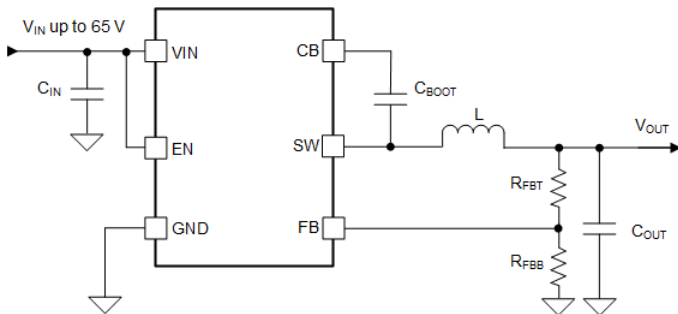 VIN up to 65 V
VIN
CB
CIN
CBOOT
L
VOUT
EN
SW
RFBT
GND
FB
COUT
RFBB